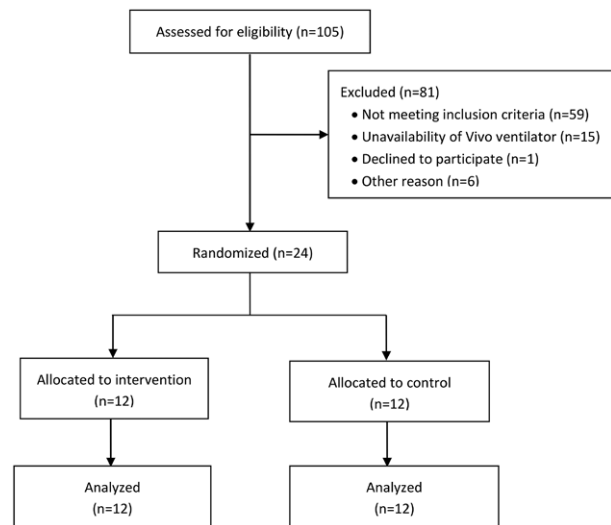 Assessed for eligibility (n=105)
Excluded (n=81)
• Not meeting inclusion criteria (n=59)
• Unavailability of Vivo ventilator (n=15)
• Declined to participate (n=1)
• Other reason (n=6)
Randomized (n=24)
Allocated to intervention
(n=12)
Allocated to control
(n=12)
Analyzed
(n=12)
Analyzed
(n=12)